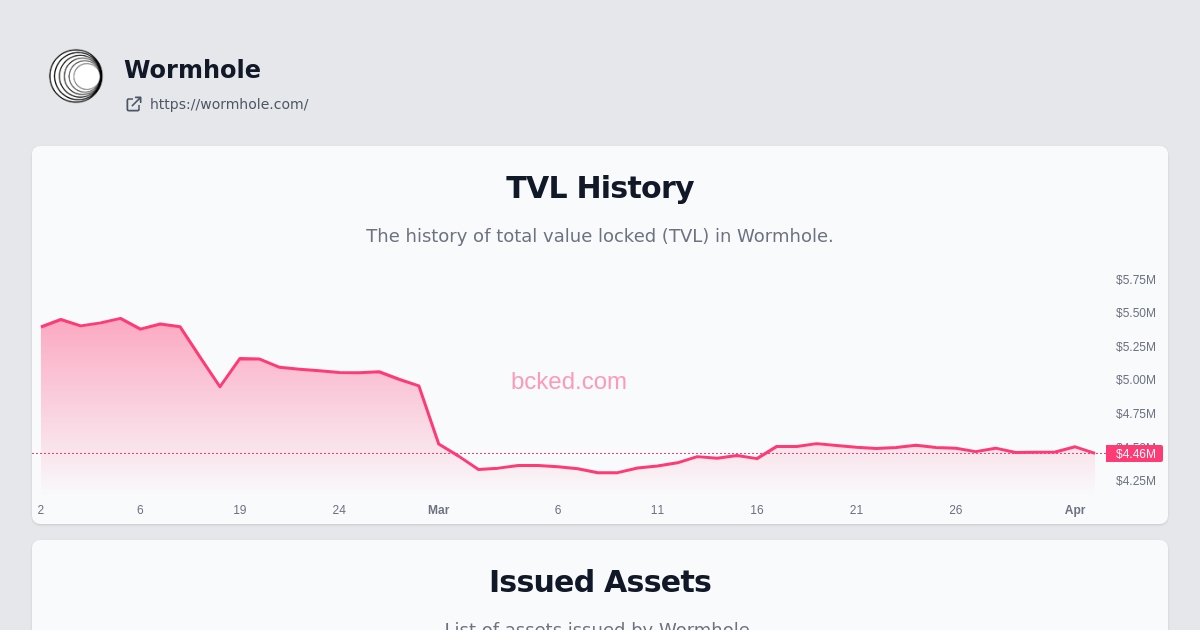 Wormhole
https://wormhole.com/
TVL History
The history of total value locked (TVL) in Wormhole.
$5.75M
$5.50M
$5.25M
$5.00M
$4.75M
$4.46M
$4.25M
bcked.com
2 6 19 24 Mar 6 11 16 21 26 Apr
Issued Assets
List of assets issued by Wormhole.